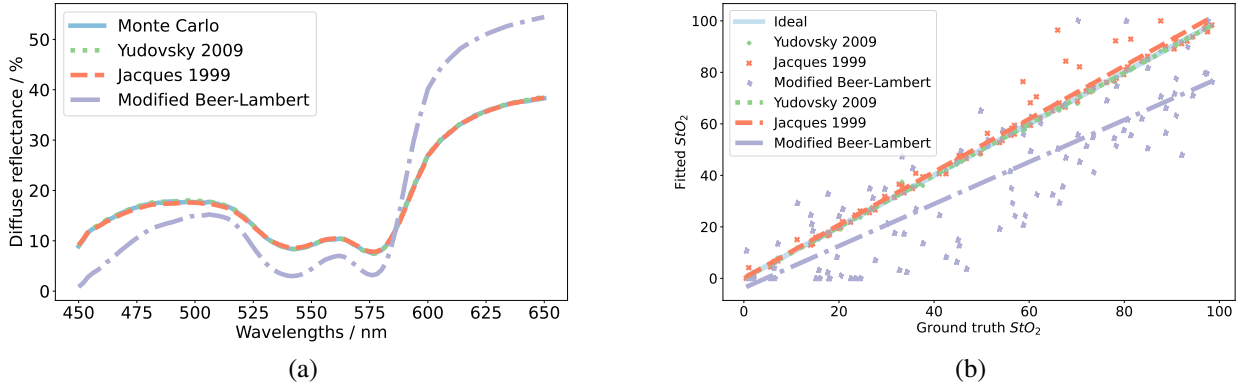 Diffuse reflectance / %
50
40
30
20
10
0
Monte Carlo
Yudovsky 2009
Jacques 1999
Modified Beer-Lambert
450 475 500 525 550 575 600 625 650
Wavelengths / nm
(a)
Fitted StO₂
100
80
60
40
20
0
Ideal
Yudovsky 2009
Jacques 1999
Modified Beer-Lambert
Yudovsky 2009
Jacques 1999
Modified Beer-Lambert
0 20 40 60 80 100
Ground truth StO₂
(b)